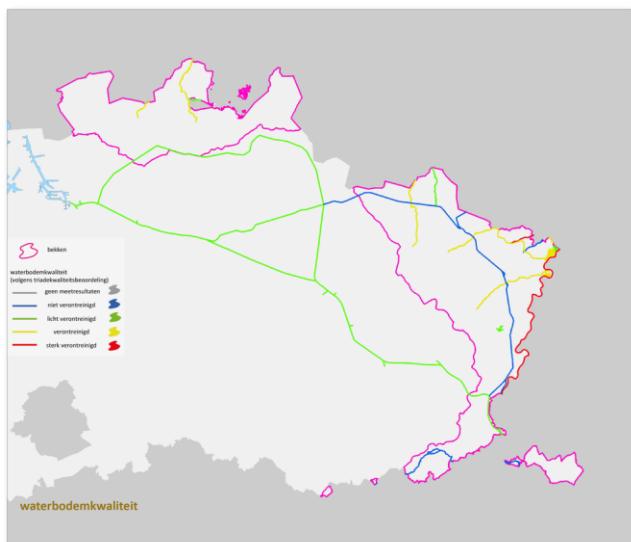 bekken
waterbodemkwaliteit
(volgens triadekwaliteitsbeoordeling)
geen meetresultaten
niet verontreinigd
licht verontreinigd
verontreinigd
sterk verontreinigd
waterbodemkwaliteit